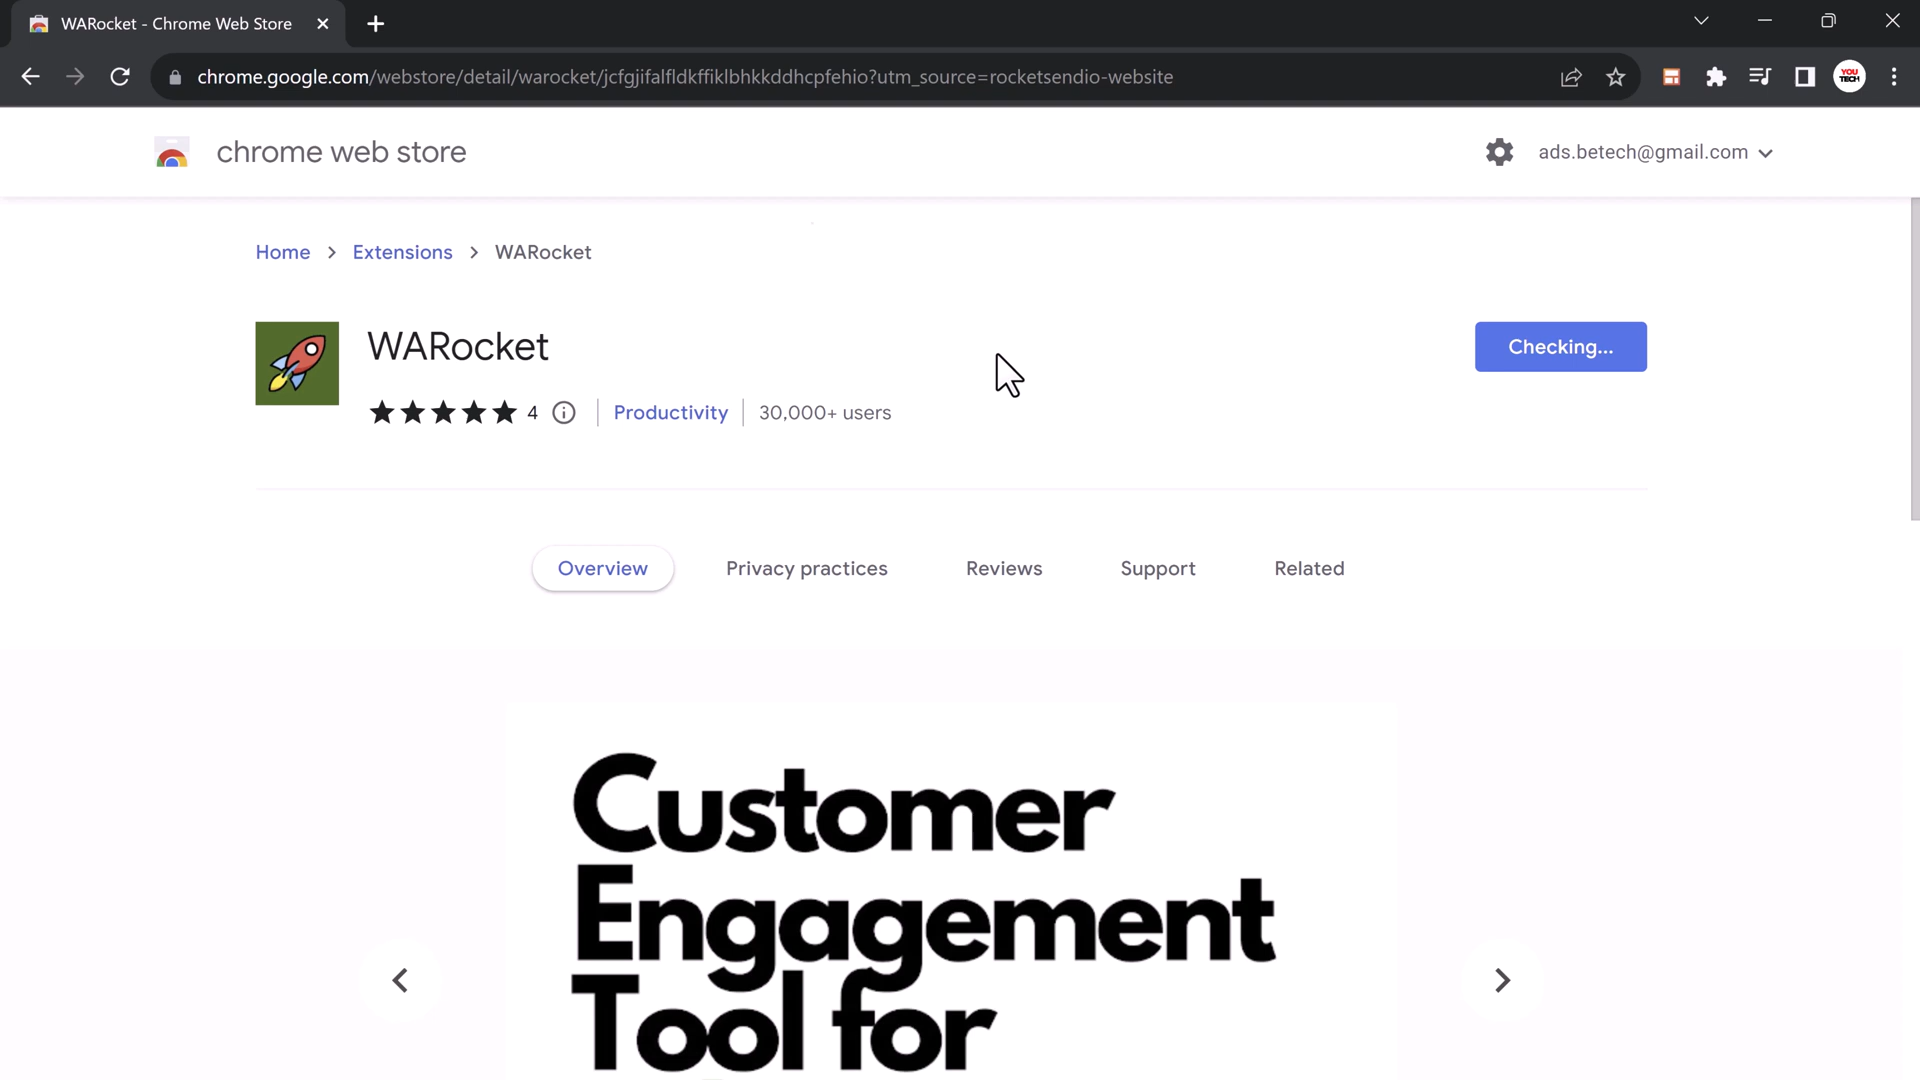 WARocket - Chrome Web Store
chrome.google.com/webstore/detail/warocket/jcfgjifalfldkffiklbhkkddhcpfehio?utm_source=rocketsendio-website
YOU
TECH
chrome web store
ads.betech@gmail.com
Home > Extensions > WARocket
WARocket
Checking...
4
Productivity
30,000+ users
Overview
Privacy practices
Reviews
Support
Related
Customer
Engagement
Tool for